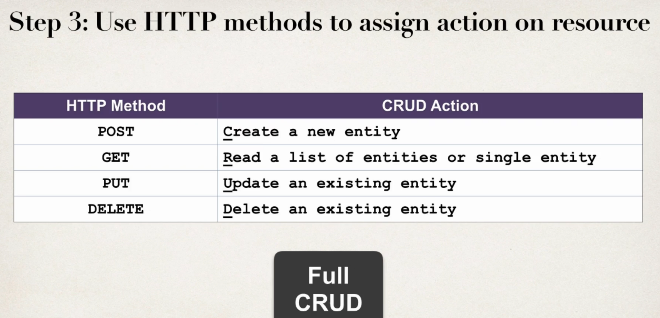 Step 3: Use HTTP methods to assign action on resource
HTTP Method CRUD Action
POST Create a new entity
GET Read a list of entities or single entity
PUT Update an existing entity
DELETE Delete an existing entity
Full
CRUD